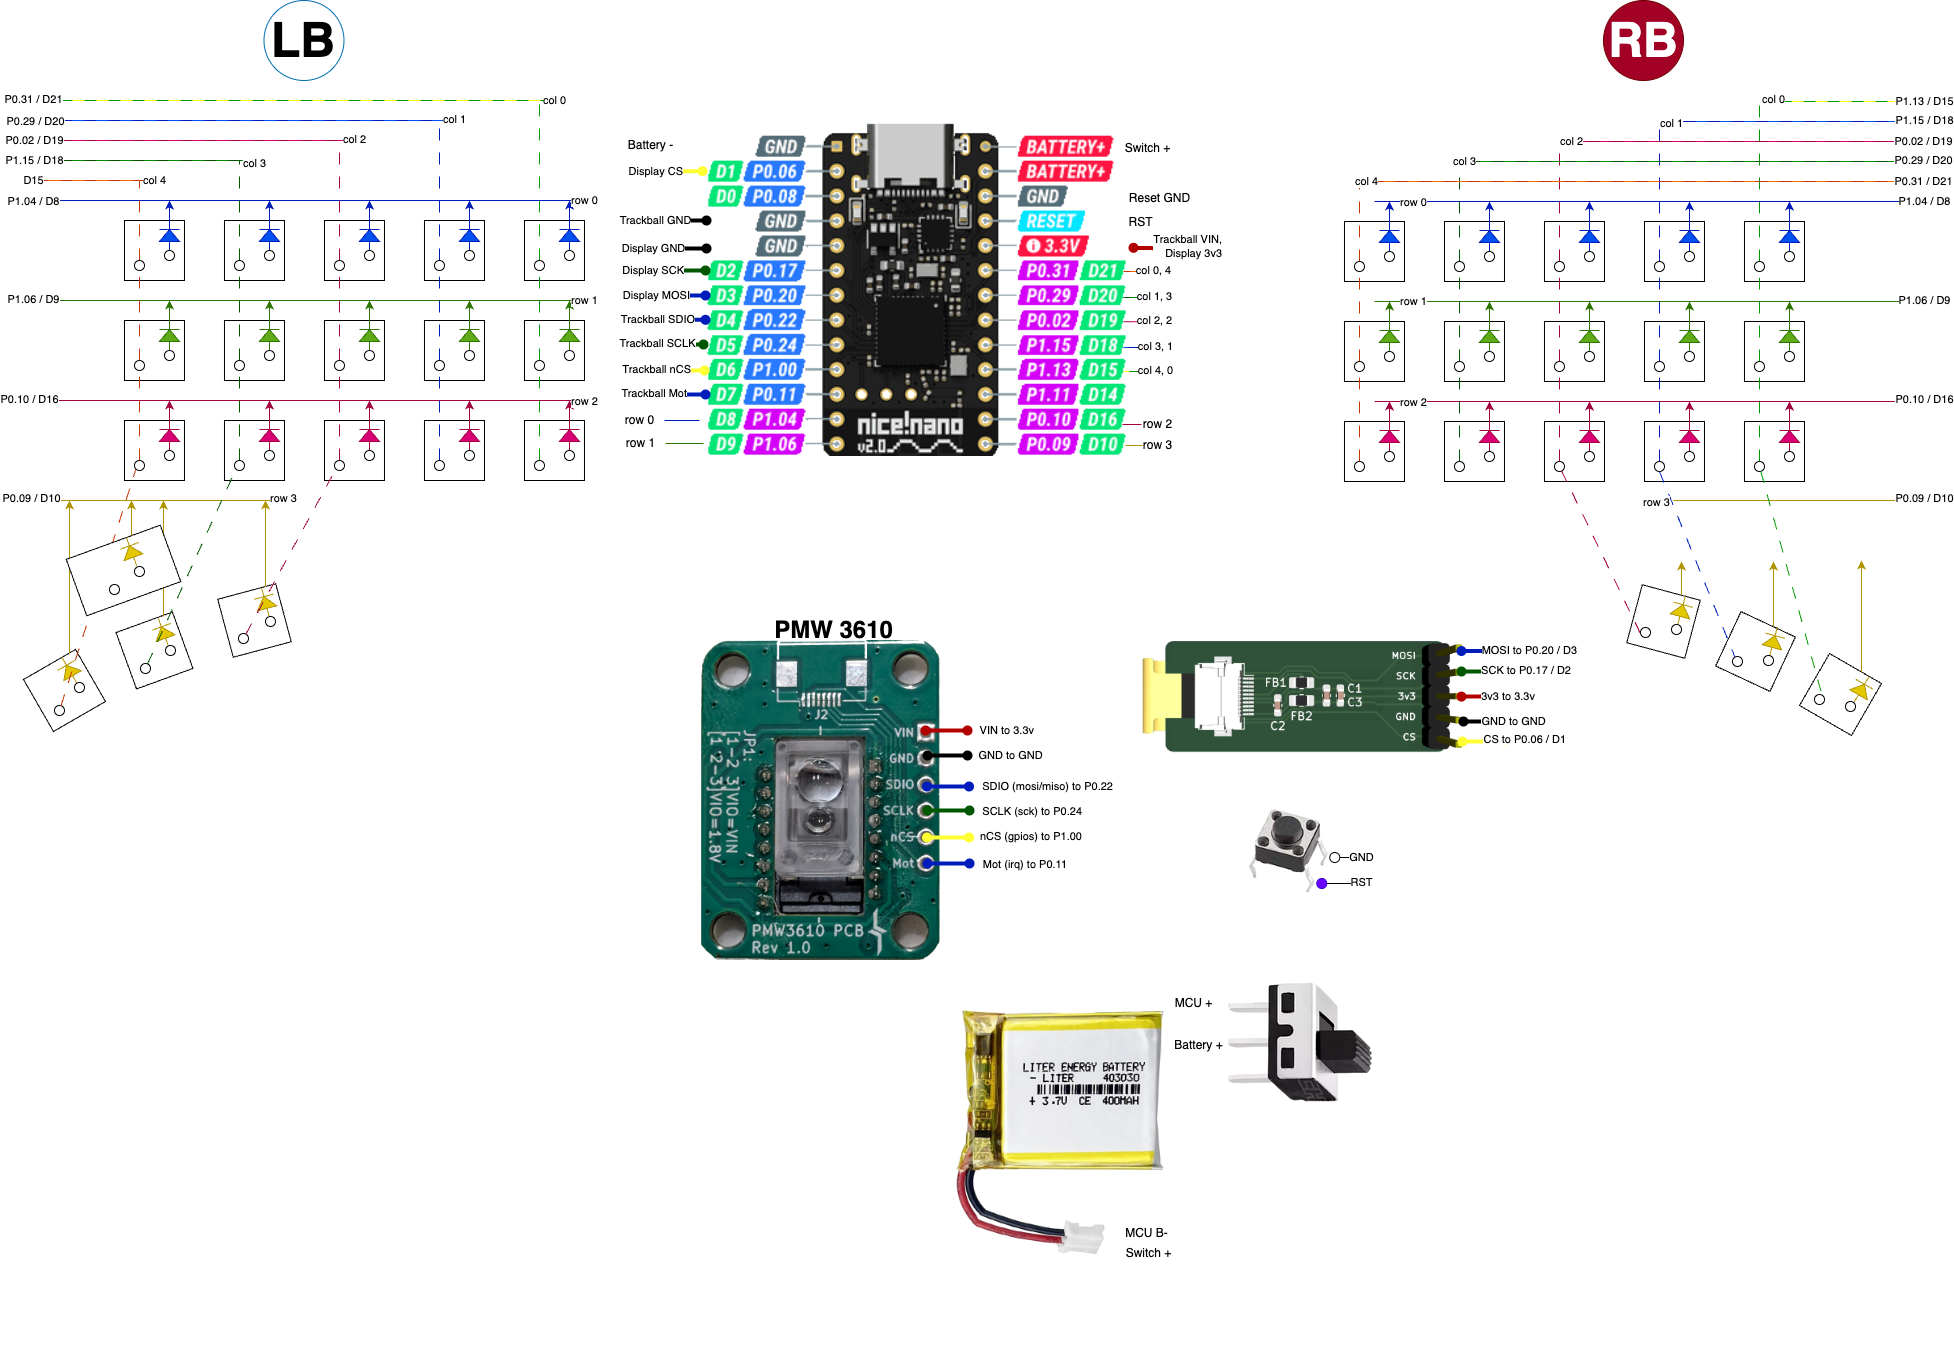 LB
P0.31 / D21
col 0
P0.29 / D20
col 1
P0.02 / D19
col 2
P1.15 / D18
col 3
D15
col 4
P1.04 / D8
row 0
P1.06 / D9
row 1
P0.10 / D16
row 2
P0.09 / D10
row 3
Battery -
GND
Display CS
D1 P0.06
D0 P0.08
Trackball GND
GND
Display GND
GND
Display SCK
D2 P0.17
Display MOSI
D3 P0.20
Trackball SDIO
D4 P0.22
Trackball SCLK
D5 P0.24
Trackball nCS
D6 P1.00
Trackball Mot
D7 P0.11
row 0
D8 P1.04
row 1
D9 P1.06
nice!nano
v2.0
BATTERY+
Switch +
BATTERY+
GND
Reset GND
RESET
RST
3.3V
Trackball VIN,
Display 3v3
P0.31 D21
col 0, 4
P0.29 D20
col 1, 3
P0.02 D19
col 2, 2
P1.15 D18
col 3, 1
P1.13 D15
col 4, 0
P1.11 D14
P0.10 D16
row 2
P0.09 D10
row 3
RB
col 0
P1.13 / D15
col 1
P1.15 / D18
col 2
P0.02 / D19
col 3
P0.29 / D20
col 4
P0.31 / D21
row 0
P1.04 / D8
row 1
P1.06 / D9
row 2
P0.10 / D16
row 3
P0.09 / D10
PMW 3610
J2
JP1:
[1-2 3]VIO=VIN
[1 2-3]VIO=1.8V
VIN
VIN to 3.3v
GND
GND to GND
SDIO
SDIO (mosi/miso) to P0.22
SCLK
SCLK (sck) to P0.24
nCS
nCS (gpios) to P1.00
Mot
Mot (irq) to P0.11
PMW3610 PCB
Rev 1.0
FB1
FB2
C1
C3
C2
MOSI
MOSI to P0.20 / D3
SCK
SCK to P0.17 / D2
3v3
3v3 to 3.3v
GND
GND to GND
CS
CS to P0.06 / D1
GND
RST
MCU +
Battery +
LITER ENERGY BATTERY
- LITER 403030
+ 3.7V CE 400MAH
MCU B-
Switch +